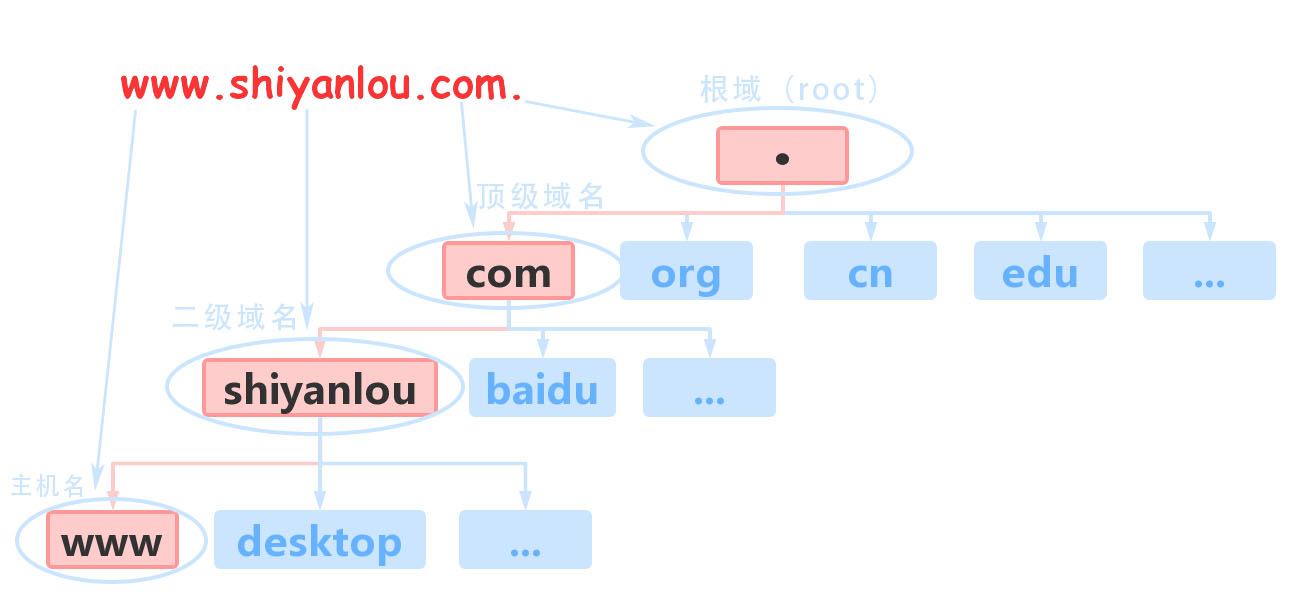 www.shiyanlou.com.
根域（root）
.
顶级域名
com
org
cn
edu
...
二级域名
shiyanlou
baidu
...
主机名
www
desktop
...